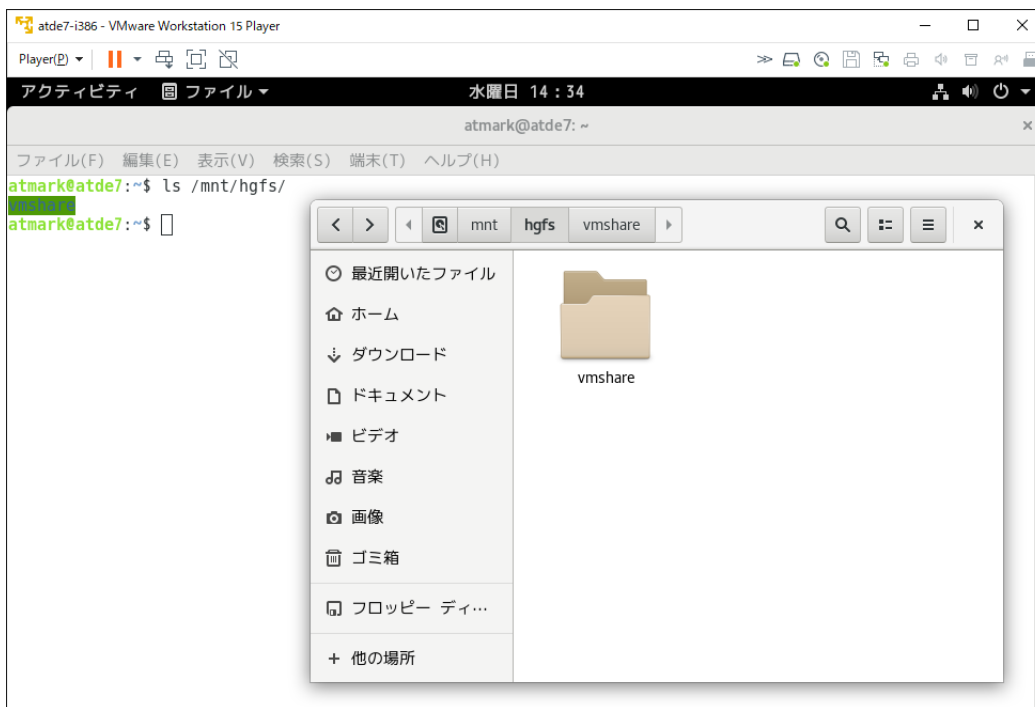 atde7-i386 - VMware Workstation 15 Player
Player(P)
アクティビティ ファイル 水曜日 14：34
atmark@atde7: ~
ファイル(F) 編集(E) 表示(V) 検索(S) 端末(T) ヘルプ(H)
atmark@atde7:~$ ls /mnt/hgfs/
vmshare
atmark@atde7:~$
mnt hgfs vmshare
最近開いたファイル
ホーム
ダウンロード
ドキュメント
ビデオ
音楽
画像
ゴミ箱
フロッピー ディ…
他の場所
vmshare